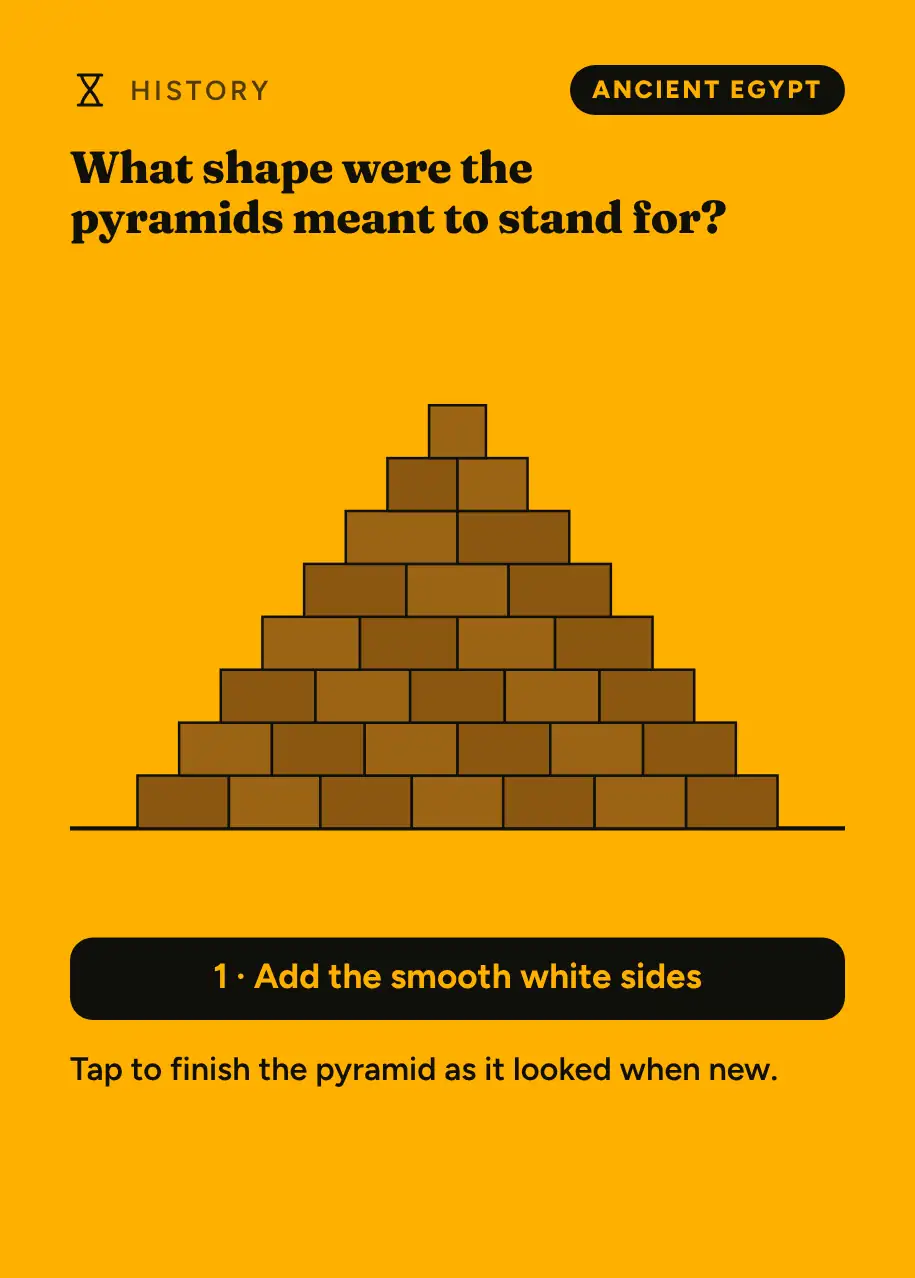 HISTORY
ANCIENT EGYPT
What shape were the
pyramids meant to stand for?
1 · Add the smooth white sides
Tap to finish the pyramid as it looked when new.